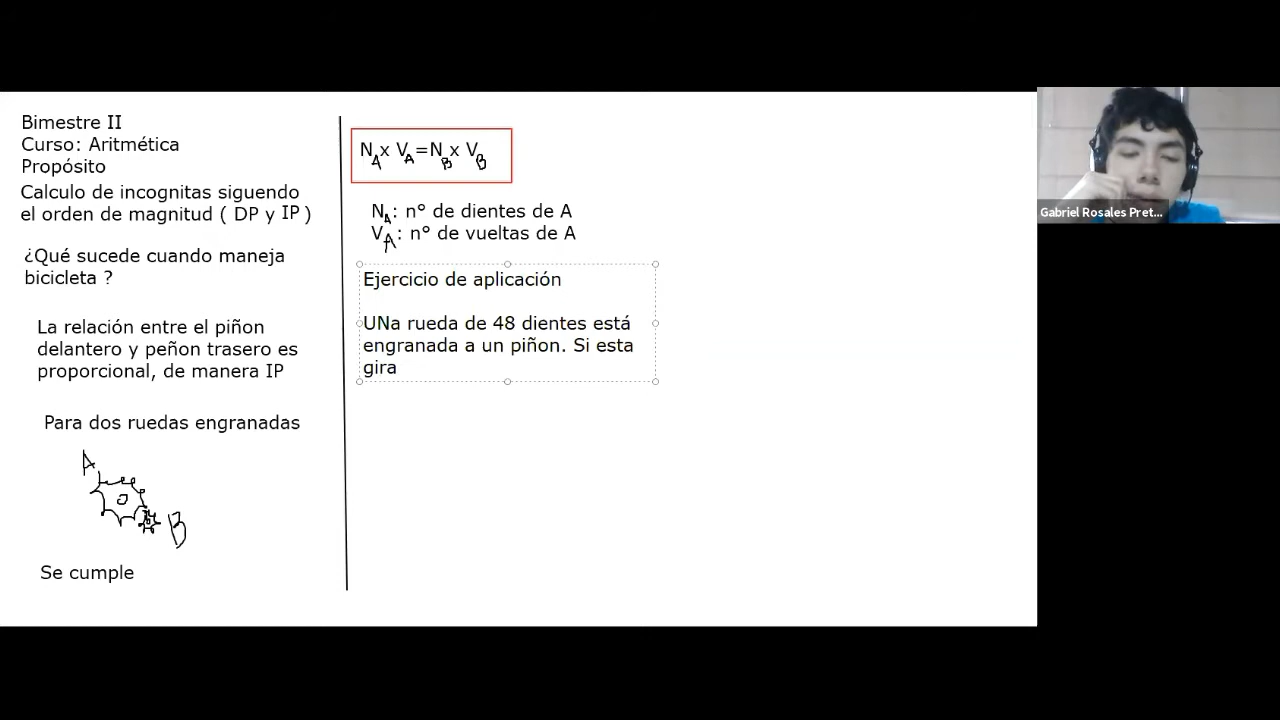 Bimestre II
Curso: Aritmética
Propósito
Calculo de incognitas siguendo
el orden de magnitud ( DP y IP )
¿Qué sucede cuando maneja
bicicleta ?
La relación entre el piñon
delantero y peñon trasero es
proporcional, de manera IP
Para dos ruedas engranadas
A
B
Se cumple
NA x VA = NB x VB
NA: n° de dientes de A
VA: n° de vueltas de A
Ejercicio de aplicación
UNa rueda de 48 dientes está
engranada a un piñon. Si esta
gira
Gabriel Rosales Pret...